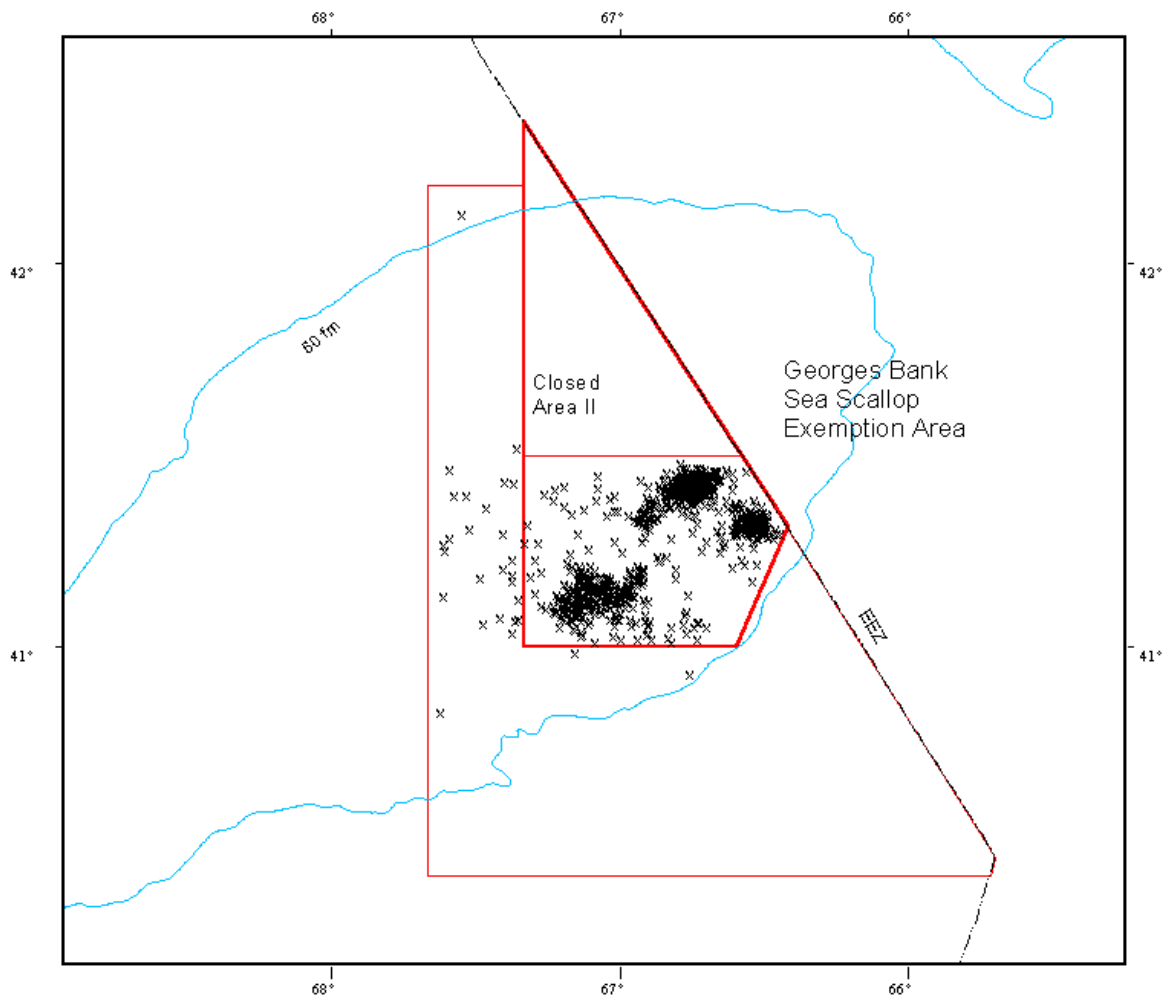 68° 67° 66°
42° 42°
60 fm
Georges Bank
Sea Scallop
Exemption Area
Closed
Area II
EEZ
41° 41°
68° 67° 66°